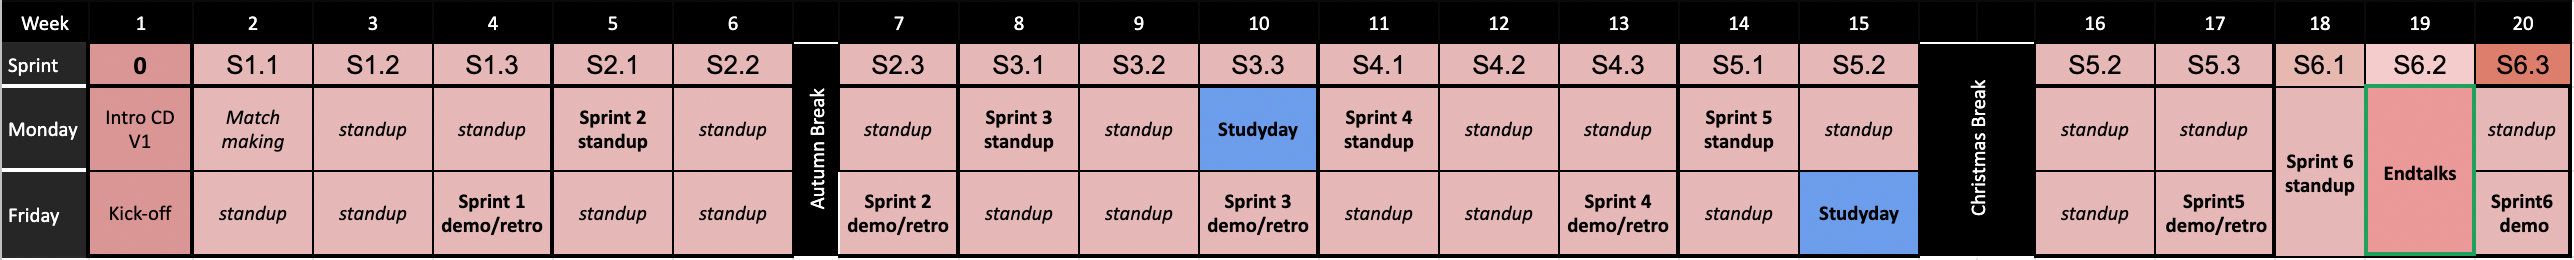 Week 1 2 3 4 5 6 7 8 9 10 11 12 13 14 15 16 17 18 19 20
Sprint 0 S1.1 S1.2 S1.3 S2.1 S2.2 S2.3 S3.1 S3.2 S3.3 S4.1 S4.2 S4.3 S5.1 S5.2 S5.2 S5.3 S6.1 S6.2 S6.3
Monday
Intro CD
V1
Match
making
standup
standup
Sprint 2
standup
standup
Autumn Break
standup
Sprint 3
standup
standup
Studyday
Sprint 4
standup
standup
standup
Sprint 5
standup
standup
Christmas Break
standup
standup
Sprint 6
standup
Endtalks
standup
Friday
Kick-off
standup
standup
Sprint 1
demo/retro
standup
standup
Sprint 2
demo/retro
standup
standup
Sprint 3
demo/retro
standup
standup
Sprint 4
demo/retro
standup
Studyday
standup
Sprint5
demo/retro
Sprint6
demo